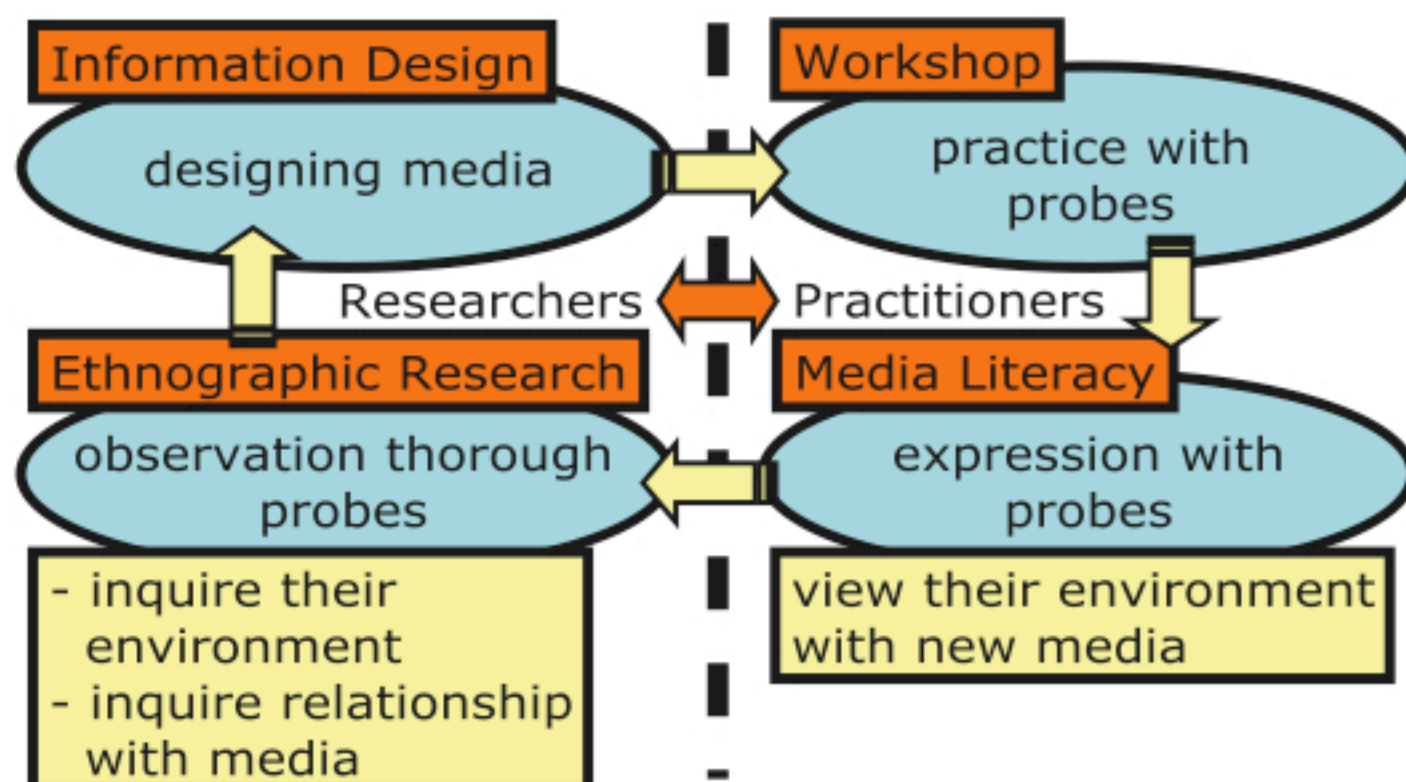 Information Design
designing media
Workshop
practice with
probes
Researchers
Practitioners
Ethnographic Research
observation thorough
probes
- inquire their
environment
- inquire relationship
with media
Media Literacy
expression with
probes
view their environment
with new media